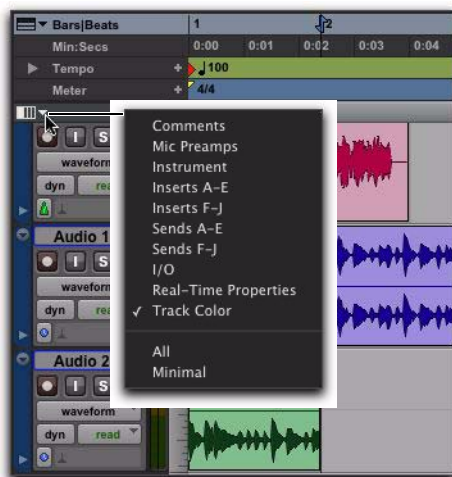 Bars|Beats 1 2
Min:Secs 0:00 0:01 0:02 0:03 0:04
Tempo 100
Meter 4/4
Comments
Mic Preamps
Instrument
Inserts A-E
Inserts F-J
Sends A-E
Sends F-J
I/O
Real-Time Properties
✓ Track Color
All
Minimal
I S
waveform
dyn
Audio 1
I S
dyn
Audio 2
I S
waveform
dyn read